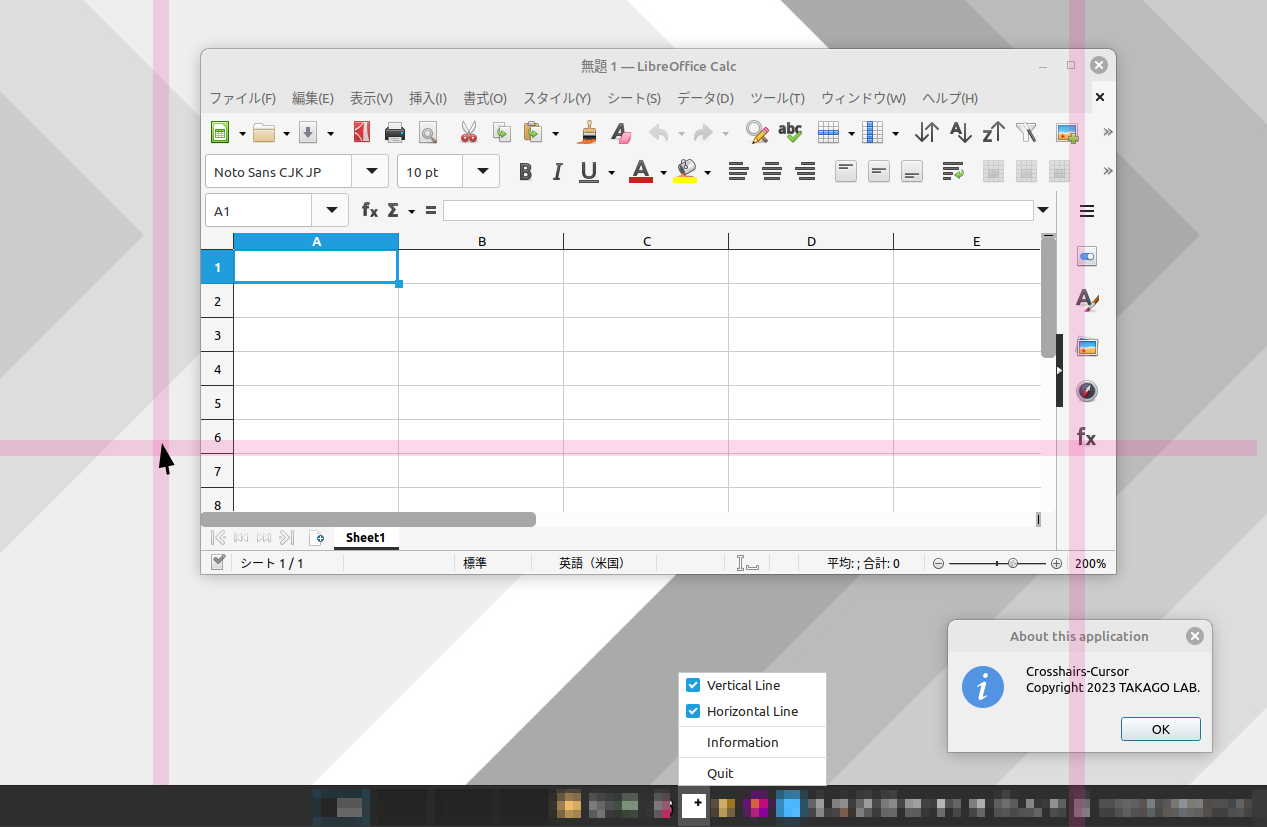 無題 1 — LibreOffice Calc
ファイル(F) 編集(E) 表示(V) 挿入(I) 書式(O) スタイル(Y) シート(S) データ(D) ツール(T) ウィンドウ(W) ヘルプ(H)
Noto Sans CJK JP 10 pt
A1
A B C D E
1
2
3
4
5
6
7
8
Sheet1
シート 1 / 1 標準 英語（米国） 平均: ; 合計: 0 200%
About this application
Crosshairs-Cursor
Copyright 2023 TAKAGO LAB.
OK
Vertical Line
Horizontal Line
Information
Quit